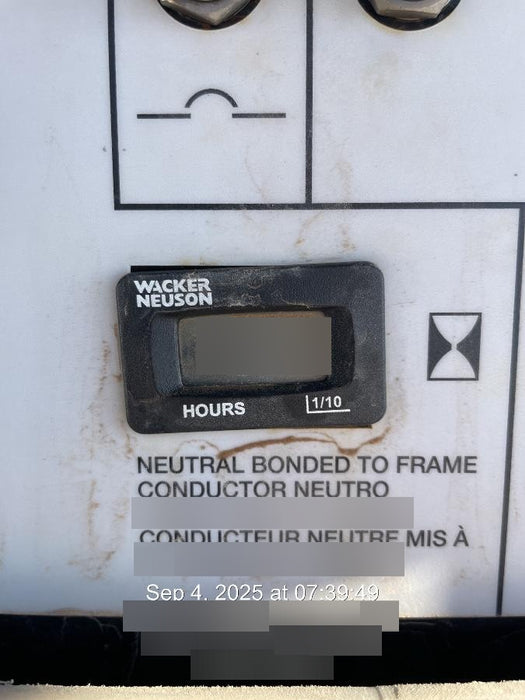 WACKER
NEUSON
HOURS
1/10
NEUTRAL BONDED TO FRAME
CONDUCTOR NEUTRO
CONDUCTEUR NEUTRE MIS À
Sep 4, 2025 at 07:39:49